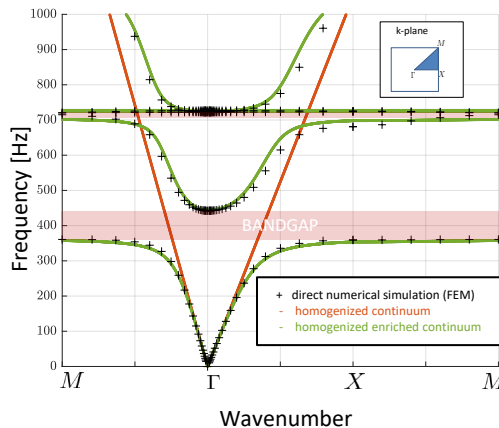 1000
900
800
700
600
500
400
300
200
100
0
Frequency [Hz]
k-plane
M
Γ
X
BANDGAP
+ direct numerical simulation (FEM)
- homogenized continuum
- homogenized enriched continuum
M
Γ
X
M
Wavenumber